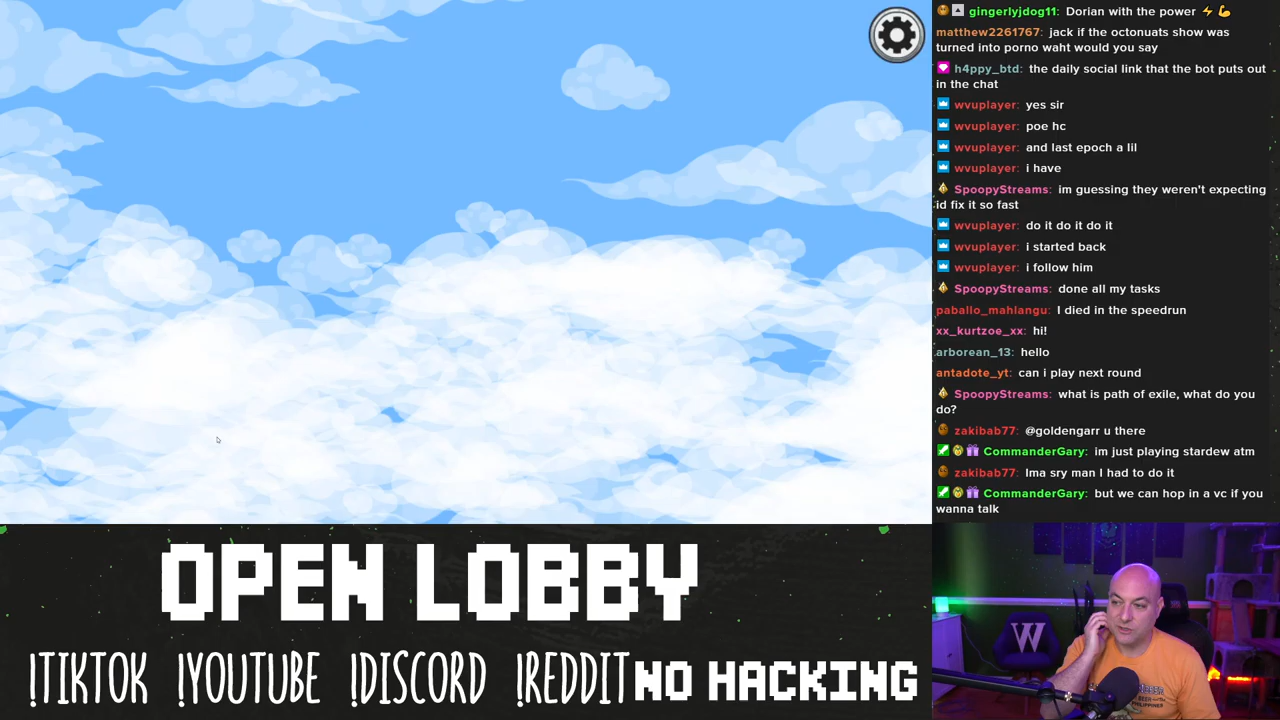 gingerlyjdog11: Dorian with the power
matthew2261767: jack if the octonuats show was
turned into porno waht would you say
h4ppy_btd: the daily social link that the bot puts out
in the chat
wvuplayer: yes sir
wvuplayer: poe hc
wvuplayer: and last epoch a lil
wvuplayer: i have
SpoopyStreams: im guessing they weren't expecting
id fix it so fast
wvuplayer: do it do it do it
wvuplayer: i started back
wvuplayer: i follow him
SpoopyStreams: done all my tasks
paballo_mahlangu: I died in the speedrun
xx_kurtzoe_xx: hi!
arborean_13: hello
antadote_yt: can i play next round
SpoopyStreams: what is path of exile, what do you
do?
zakibab77: @goldengarr u there
CommanderGary: im just playing stardew atm
zakibab77: Ima sry man I had to do it
CommanderGary: but we can hop in a vc if you
wanna talk
OPEN LOBBY
!TIKTOK !YOUTUBE !DISCORD !REDDIT NO HACKING
W